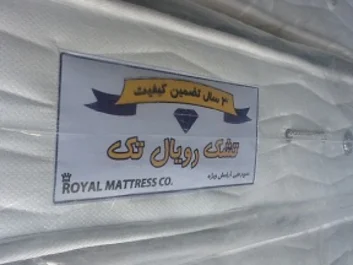 ۳ سال تضمین کیفیت
تشک رویال تک
ROYAL MATTRESS CO.